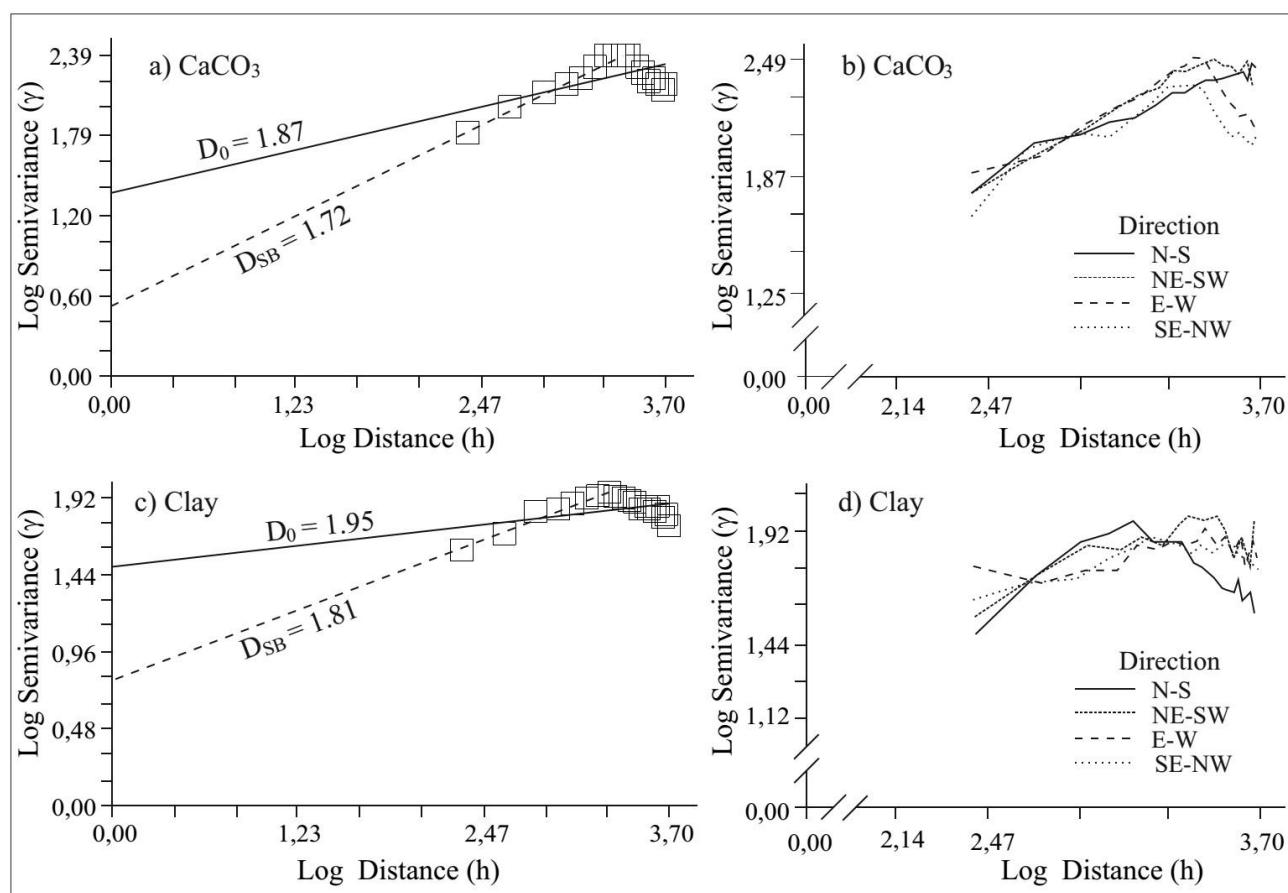 a) CaCO₃
Log Semivariance (γ)
2,39
1,79
1,20
0,60
0,00
D₀ = 1.87
D_SB = 1.72
0,00
1,23
2,47
3,70
Log Distance (h)
b) CaCO₃
Log Semivariance (γ)
2,49
1,87
1,25
0,00
Direction
N-S
NE-SW
E-W
SE-NW
0,00
2,14
2,47
3,70
Log Distance (h)
c) Clay
Log Semivariance (γ)
1,92
1,44
0,96
0,48
0,00
D₀ = 1.95
D_SB = 1.81
0,00
1,23
2,47
3,70
Log Distance (h)
d) Clay
Log Semivariance (γ)
1,92
1,44
1,12
0,00
Direction
N-S
NE-SW
E-W
SE-NW
0,00
2,14
2,47
3,70
Log Distance (h)